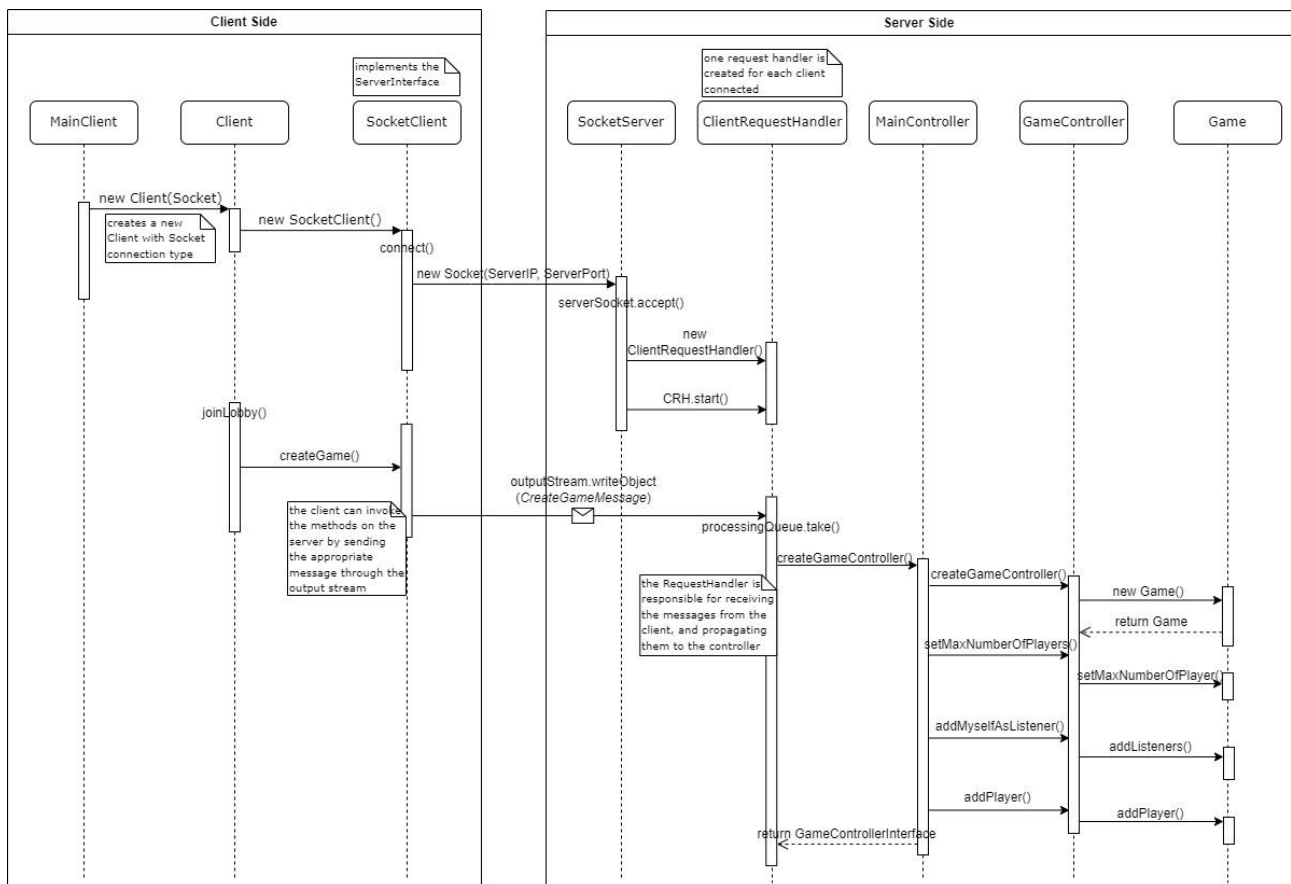 Client Side
Server Side
implements the
ServerInterface
one request handler is
created for each client
connected
MainClient
Client
SocketClient
SocketServer
ClientRequestHandler
MainController
GameController
Game
new Client(Socket)
creates a new
Client with Socket
connection type
new SocketClient()
connect()
new Socket(ServerIP, ServerPort)
serverSocket.accept()
new
ClientRequestHandler()
CRH.start()
joinLobby()
createGame()
outputStream.writeObject
(CreateGameMessage)
the client can invoke
the methods on the
server by sending
the appropriate
message through the
output stream
processingQueue.take()
createGameController()
the RequestHandler is
responsible for receiving
the messages from the
client, and propagating
them to the controller
createGameController()
new Game()
return Game
setMaxNumberOfPlayers()
setMaxNumberOfPlayer()
addMyselfAsListener()
addListeners()
addPlayer()
addPlayer()
return GameControllerInterface